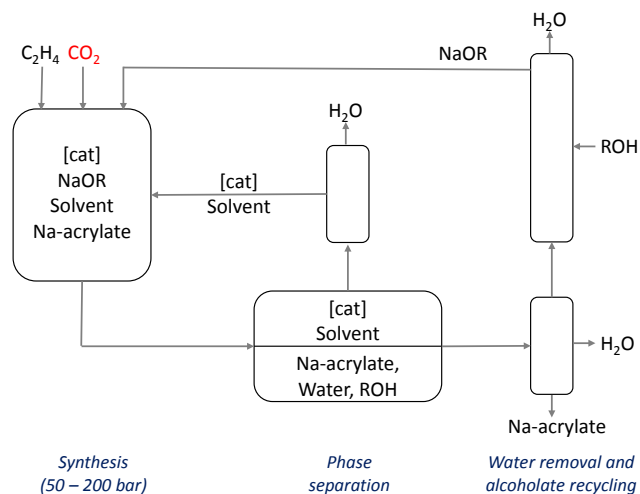 H₂O
C₂H₄ CO₂
NaOR
H₂O
ROH
[cat]
NaOR
Solvent
Na-acrylate
[cat]
Solvent
[cat]
Solvent
Na-acrylate,
Water, ROH
H₂O
Na-acrylate
Synthesis
(50 – 200 bar)
Phase
separation
Water removal and
alcoholate recycling